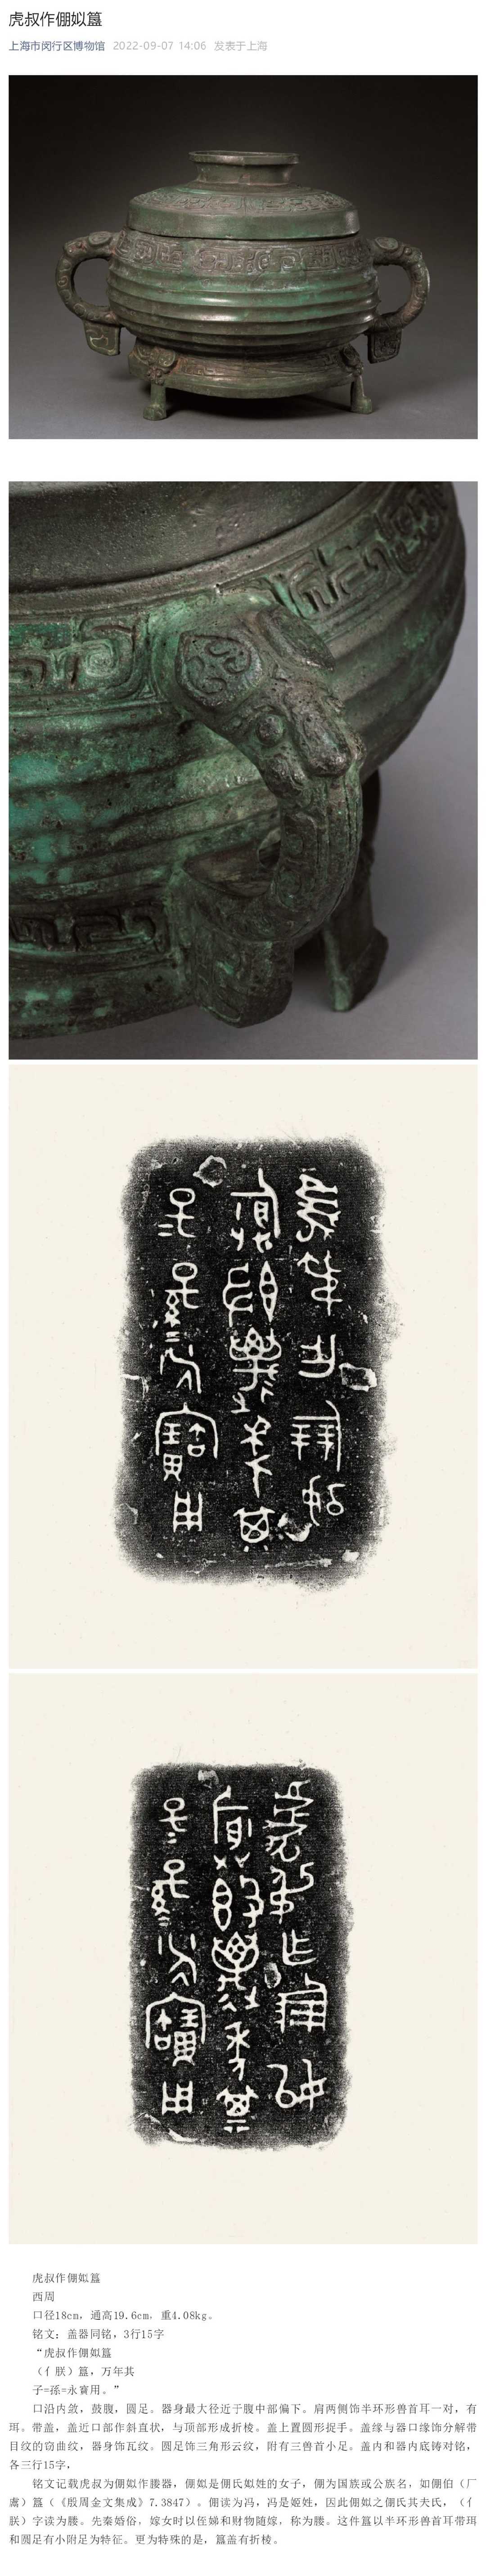 虎叔作倗姒簋
上海市闵行区博物馆 2022-09-07 14:06 发表于上海
虎叔作倗姒簋
西周
口径18cm，通高19.6cm，重4.08kg。
铭文：盖器同铭，3行15字
“虎叔作倗姒簋
（亻朕）簋，万年其
子=孫=永寳用。”
口沿内敛，鼓腹，圆足。器身最大径近于腹中部偏下。肩两侧饰半环形兽首耳一对，有
珥。带盖，盖近口部作斜直状，与顶部形成折棱。盖上置圆形捉手。盖缘与器口缘饰分解带
目纹的窃曲纹，器身饰瓦纹。圆足饰三角形云纹，附有三兽首小足。盖内和器内底铸对铭，
各三行15字，
铭文记载虎叔为倗姒作媵器，倗姒是倗氏姒姓的女子，倗为国族或公族名，如倗伯（厂
虘）簋（《殷周金文集成》7.3847）。倗读为冯，冯是姬姓，因此倗姒之倗氏其夫氏，（亻
朕）字读为媵。先秦婚俗，嫁女时以侄娣和财物随嫁，称为媵。这件簋以半环形兽首耳带珥
和圆足有小附足为特征。更为特殊的是，簋盖有折棱。